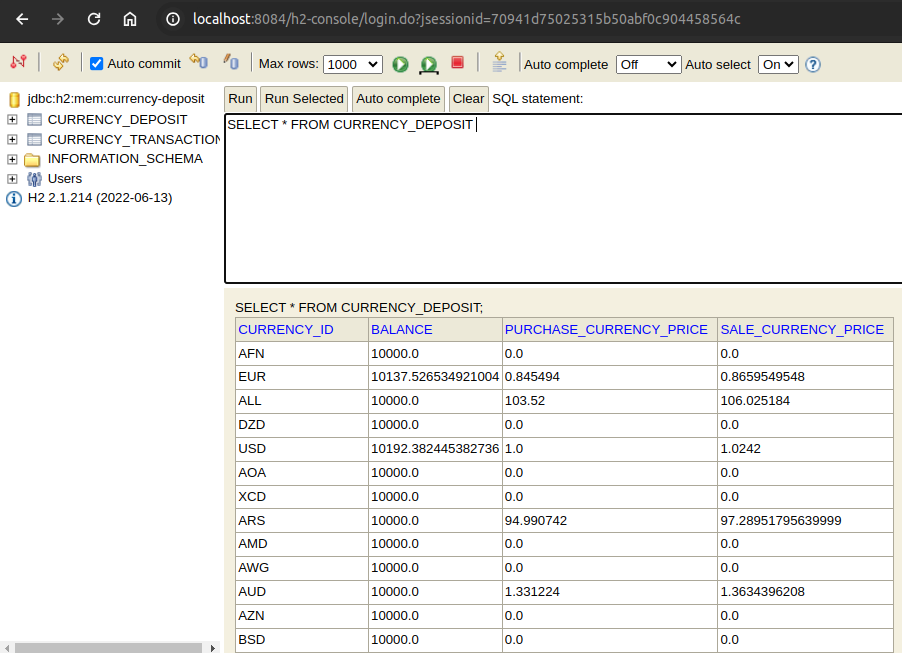 localhost:8084/h2-console/login.do?jsessionid=70941d75025315b50abf0c904458564c
Auto commit Max rows: 1000 Auto complete Off Auto select On ?
jdbc:h2:mem:currency-deposit
CURRENCY_DEPOSIT
CURRENCY_TRANSACTION
INFORMATION_SCHEMA
Users
H2 2.1.214 (2022-06-13)
Run Run Selected Auto complete Clear SQL statement:
SELECT * FROM CURRENCY_DEPOSIT
SELECT * FROM CURRENCY_DEPOSIT;
CURRENCY_ID BALANCE PURCHASE_CURRENCY_PRICE SALE_CURRENCY_PRICE
AFN 10000.0 0.0 0.0
EUR 10137.526534921004 0.845494 0.8659549548
ALL 10000.0 103.52 106.025184
DZD 10000.0 0.0 0.0
USD 10192.382445382736 1.0 1.0242
AOA 10000.0 0.0 0.0
XCD 10000.0 0.0 0.0
ARS 10000.0 94.990742 97.28951795639999
AMD 10000.0 0.0 0.0
AWG 10000.0 0.0 0.0
AUD 10000.0 1.331224 1.3634396208
AZN 10000.0 0.0 0.0
BSD 10000.0 0.0 0.0